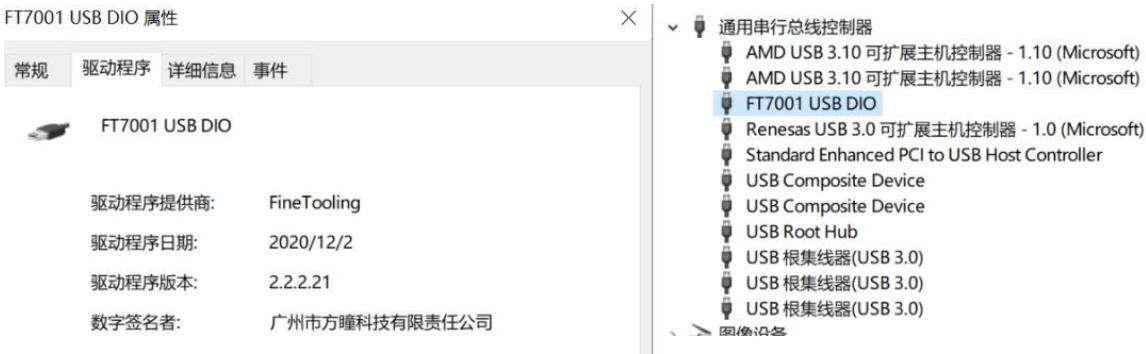 FT7001 USB DIO 属性
常规
驱动程序
详细信息
事件
FT7001 USB DIO
驱动程序提供商: FineTooling
驱动程序日期: 2020/12/2
驱动程序版本: 2.2.2.21
数字签名者: 广州市方瞳科技有限责任公司
通用串行总线控制器
AMD USB 3.10 可扩展主机控制器 - 1.10 (Microsoft)
AMD USB 3.10 可扩展主机控制器 - 1.10 (Microsoft)
FT7001 USB DIO
Renesas USB 3.0 可扩展主机控制器 - 1.0 (Microsoft)
Standard Enhanced PCI to USB Host Controller
USB Composite Device
USB Composite Device
USB Root Hub
USB 根集线器(USB 3.0)
USB 根集线器(USB 3.0)
USB 根集线器(USB 3.0)
图像设备